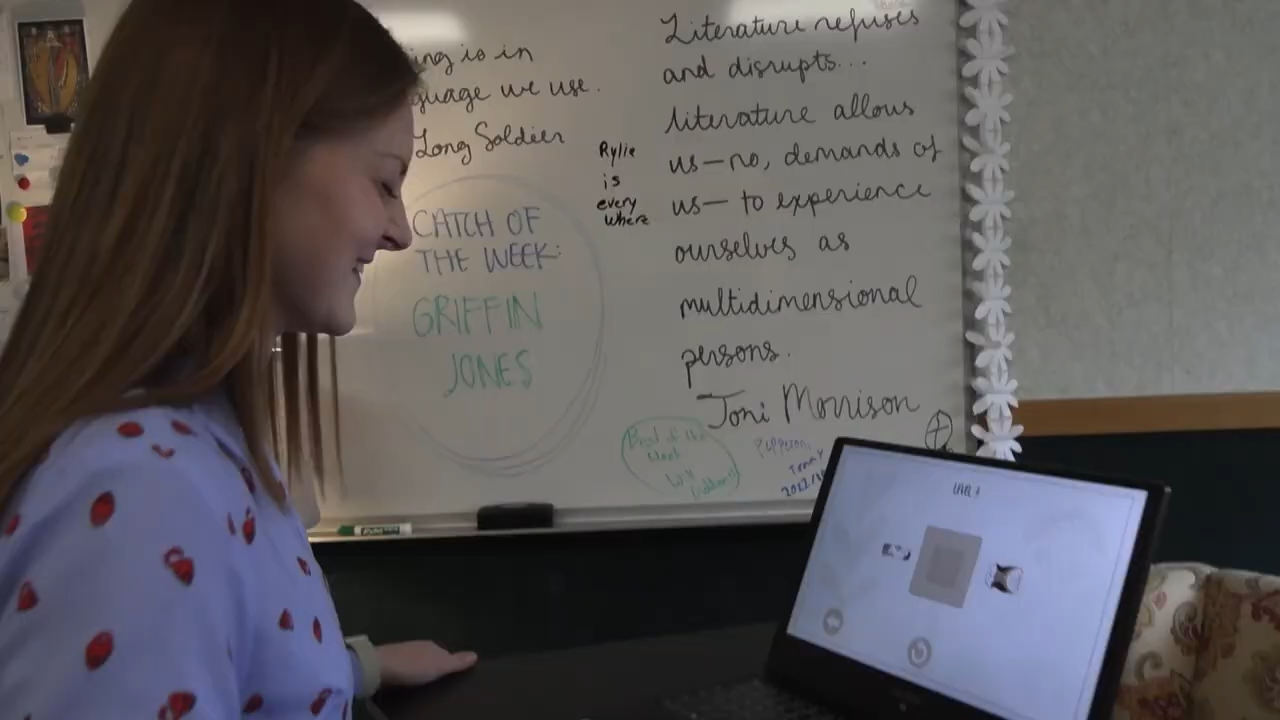 ing is in
guage we use.
Long Soldier
CATCH OF
THE WEEK:
GRIFFIN
JONES
Rylie
is
every
where
Literature refuses
and disrupts...
literature allows
us—no, demands of
us— to experience
ourselves as
multidimensional
persons.
Toni Morrison
Best of the
Week
LEVEL